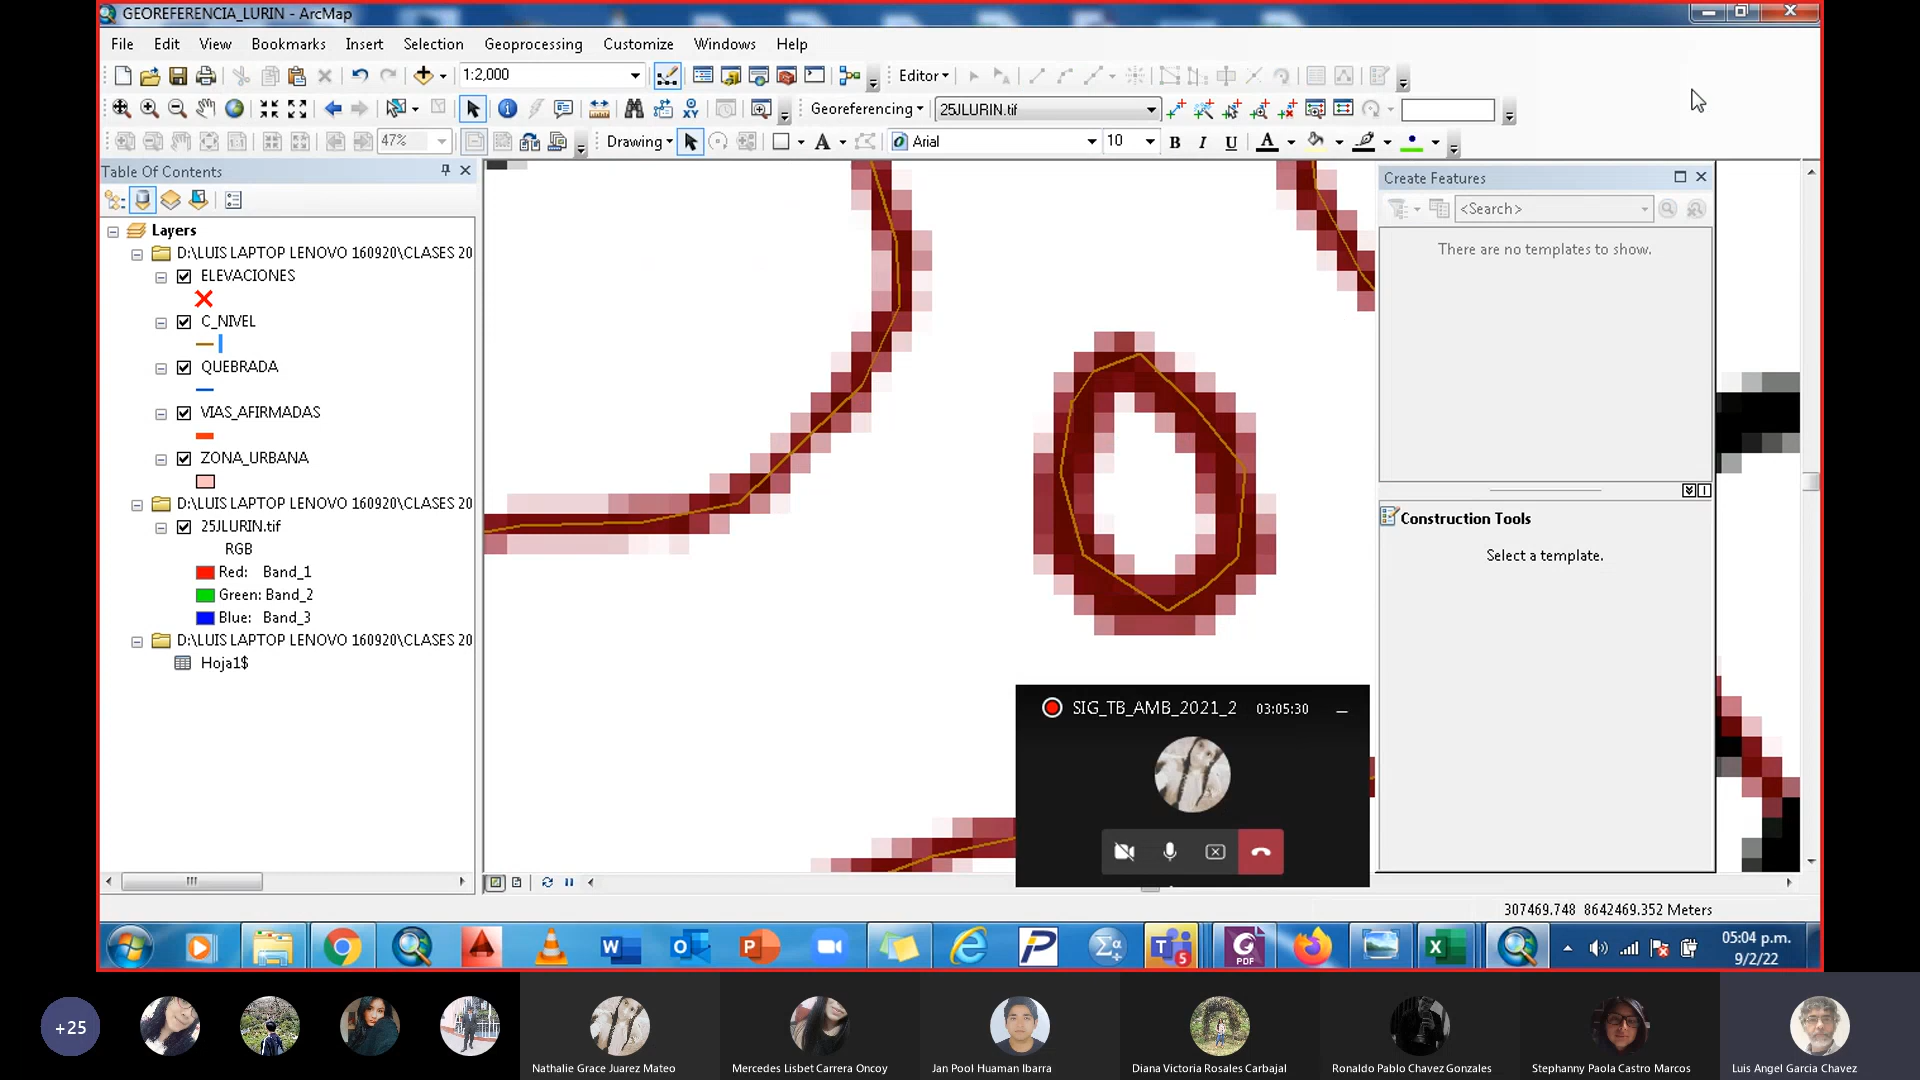 GEOREFERENCIA_LURIN - ArcMap
File Edit View Bookmarks Insert Selection Geoprocessing Customize Windows Help
1:2,000 Editor
Georeferencing 25JLURIN.tif
47% Drawing A Arial 10 B I U A
Table Of Contents
Layers
D:\LUIS LAPTOP LENOVO 160920\CLASES 20
ELEVACIONES
C_NIVEL
QUEBRADA
VIAS_AFIRMADAS
ZONA_URBANA
D:\LUIS LAPTOP LENOVO 160920\CLASES 20
25JLURIN.tif
RGB
Red: Band_1
Green: Band_2
Blue: Band_3
D:\LUIS LAPTOP LENOVO 160920\CLASES 20
Hoja1$
Create Features
<Search>
There are no templates to show.
Construction Tools
Select a template.
SIG_TB_AMB_2021_2 03:05:30
307469.748 8642469.352 Meters
05:04 p.m.
9/2/22
+25
Nathalie Grace Juarez Mateo
Mercedes Lisbet Carrera Oncoy
Jan Pool Huaman Ibarra
Diana Victoria Rosales Carbajal
Ronaldo Pablo Chavez Gonzales
Stephanny Paola Castro Marcos
Luis Angel Garcia Chavez